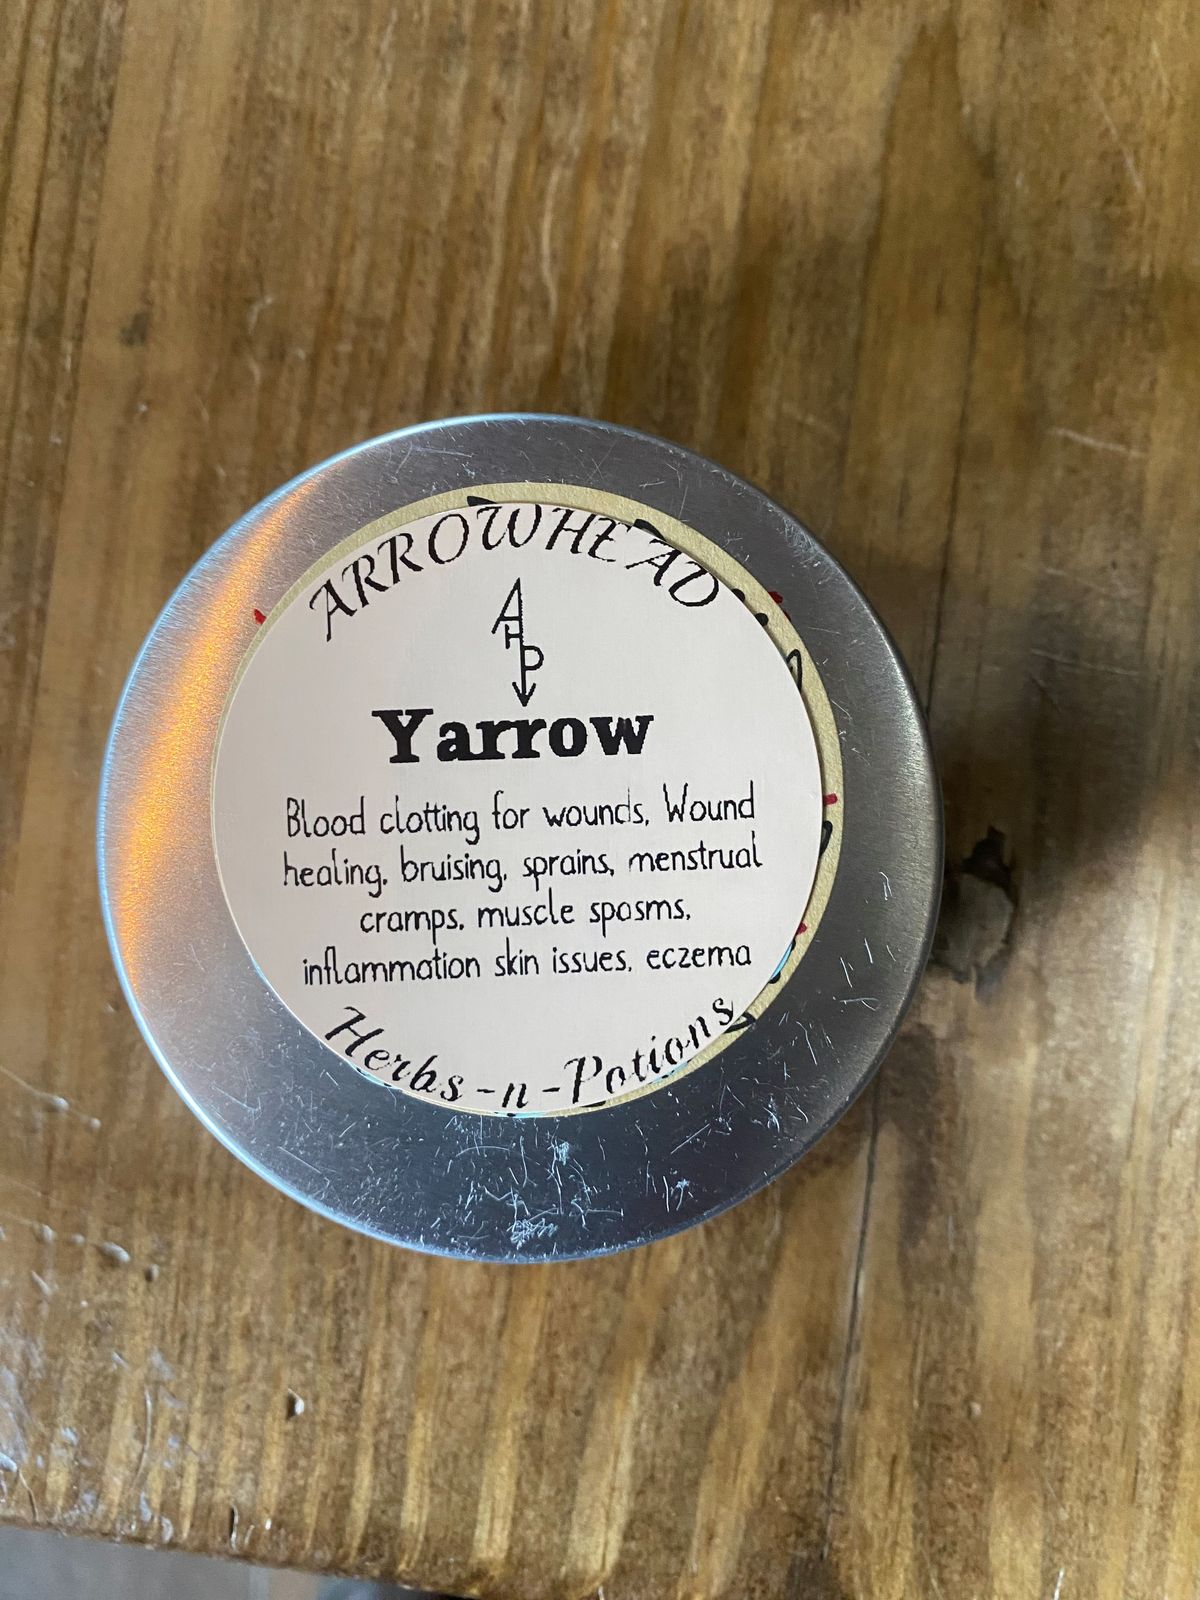 ARROWHEAD
AHP
Yarrow
Blood clotting for wounds, Wound
healing, bruising, sprains, menstrual
cramps, muscle spasms,
inflammation skin issues, eczema
Herbs-n-Potions